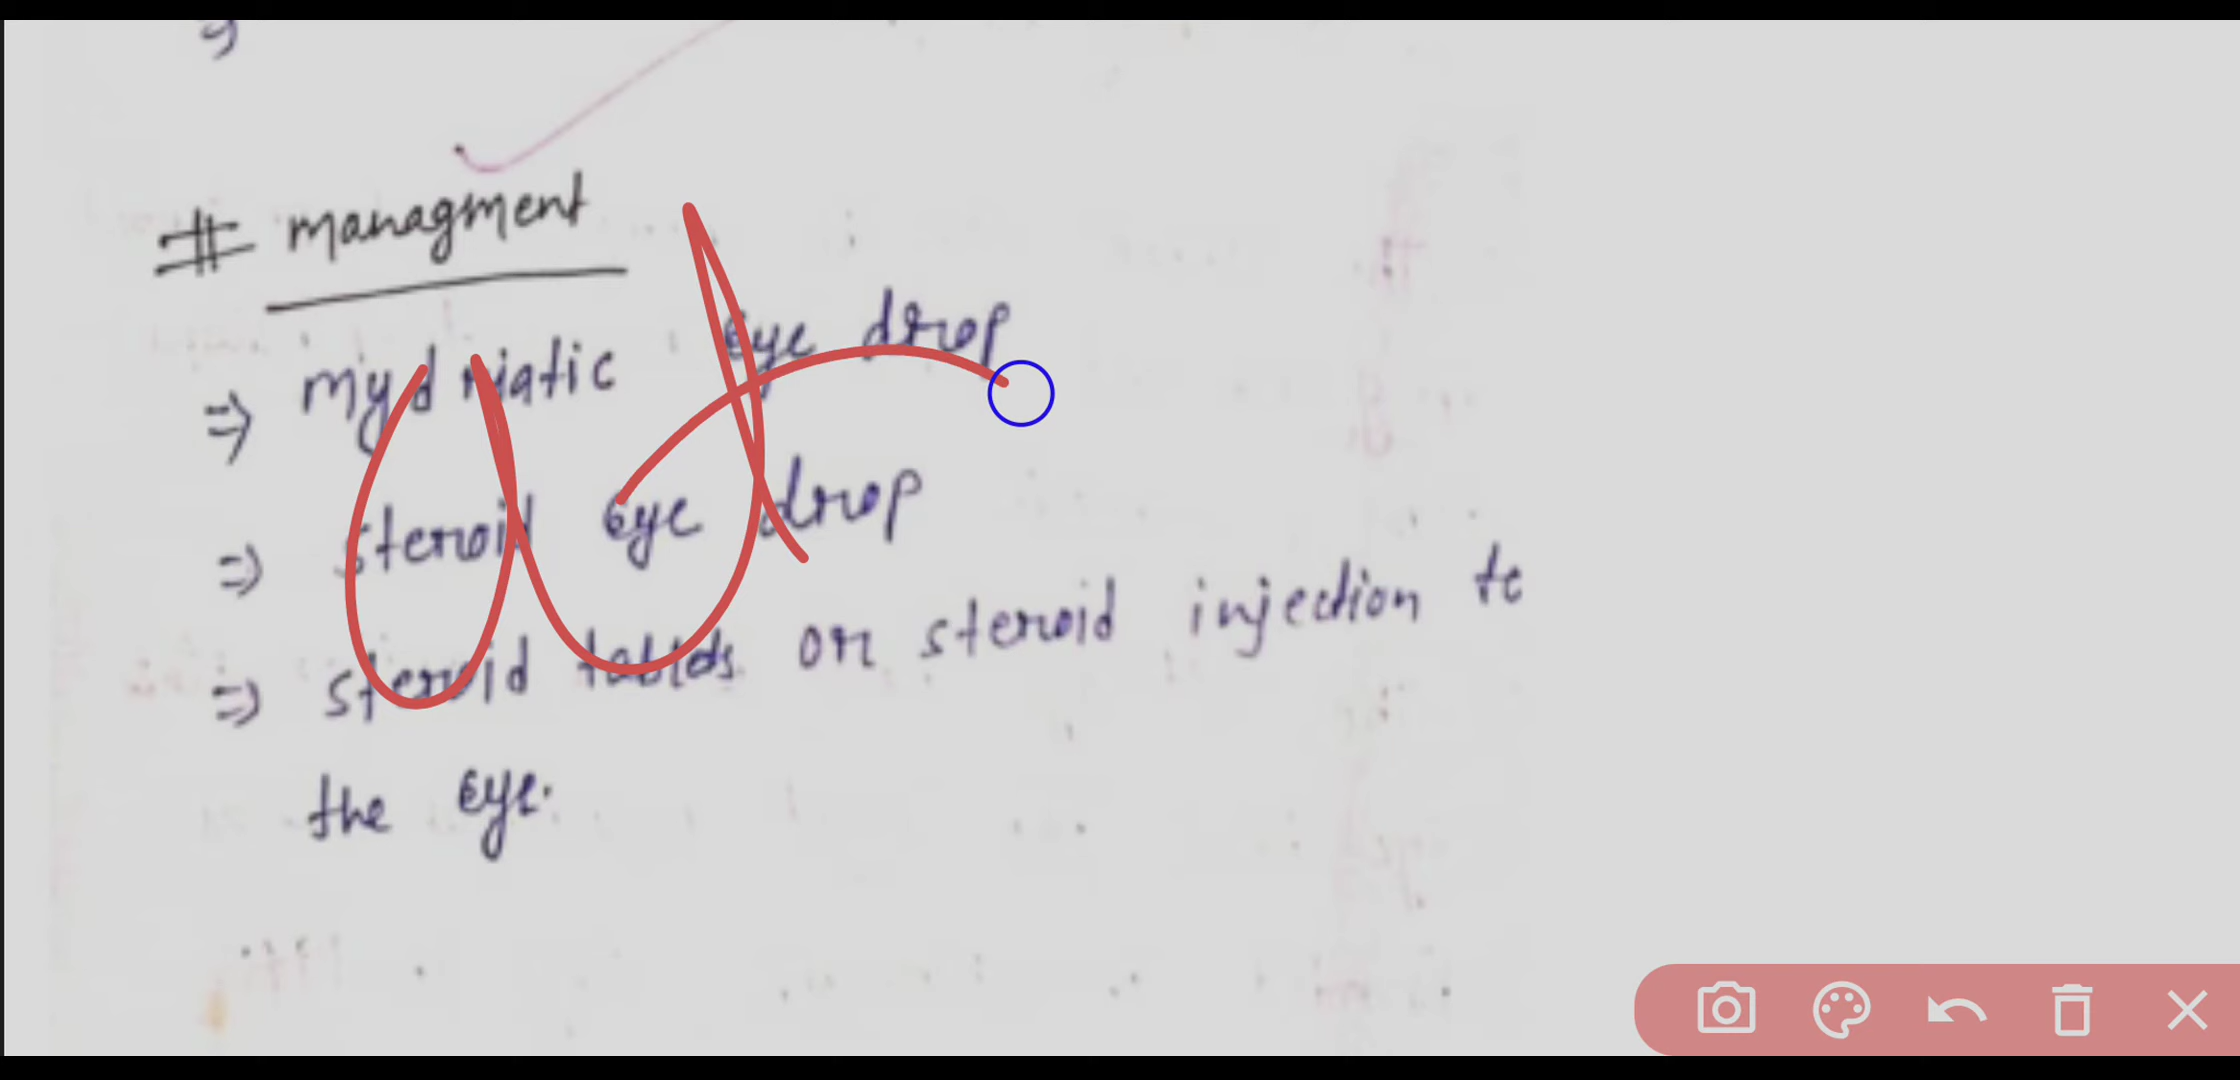 # managment
⇒ mydriatic eye drop
⇒ steroid eye drop
⇒ steroid tablets or steroid injection to
the eye.